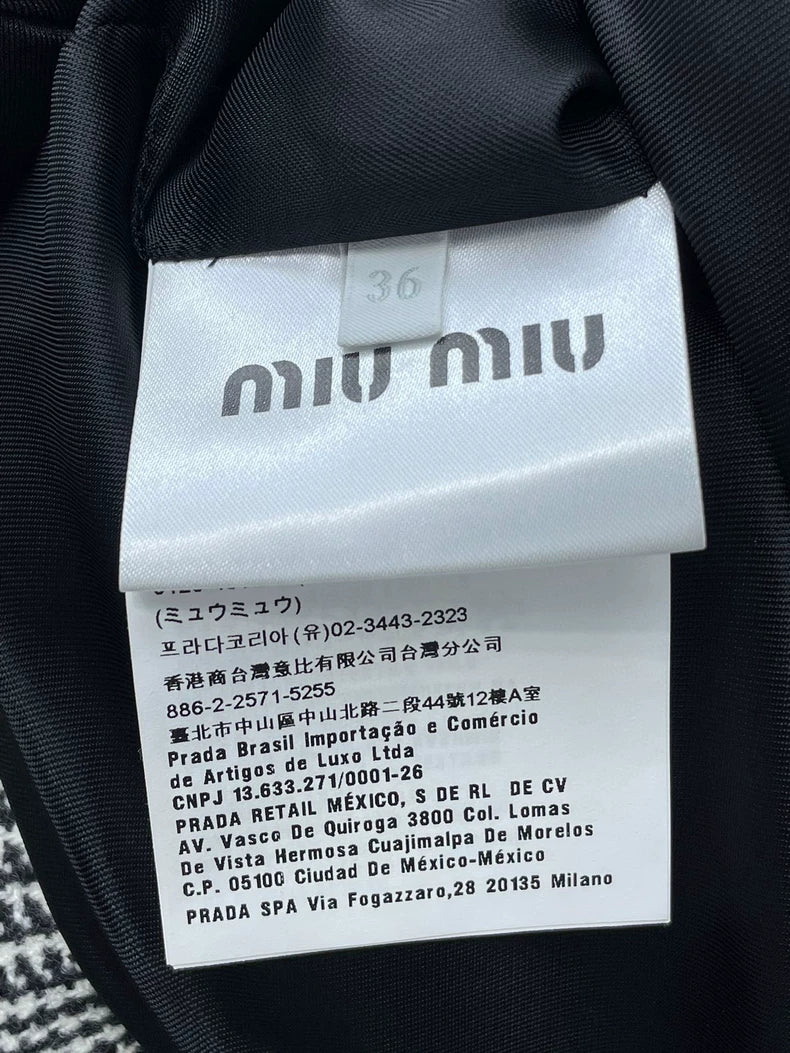 36
miu miu
(ミュウミュウ)
프라다코리아(유)02-3443-2323
香港商台灣意比有限公司台灣分公司
886-2-2571-5255
臺北市中山區中山北路二段44號12樓A室
Prada Brasil Importação e Comércio
de Artigos de Luxo Ltda
CNPJ 13.633.271/0001-26
PRADA RETAIL MÉXICO, S DE RL DE CV
AV. Vasco De Quiroga 3800 Col. Lomas
De Vista Hermosa Cuajimalpa De Morelos
C.P. 05100 Ciudad De México-México
PRADA SPA Via Fogazzaro,28 20135 Milano